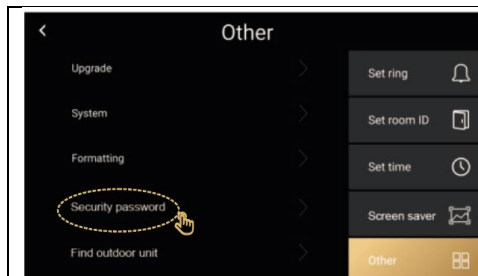 Other
Upgrade
System
Formatting
Security password
Find outdoor unit
Set ring
Set room ID
Set time
Screen saver
Other